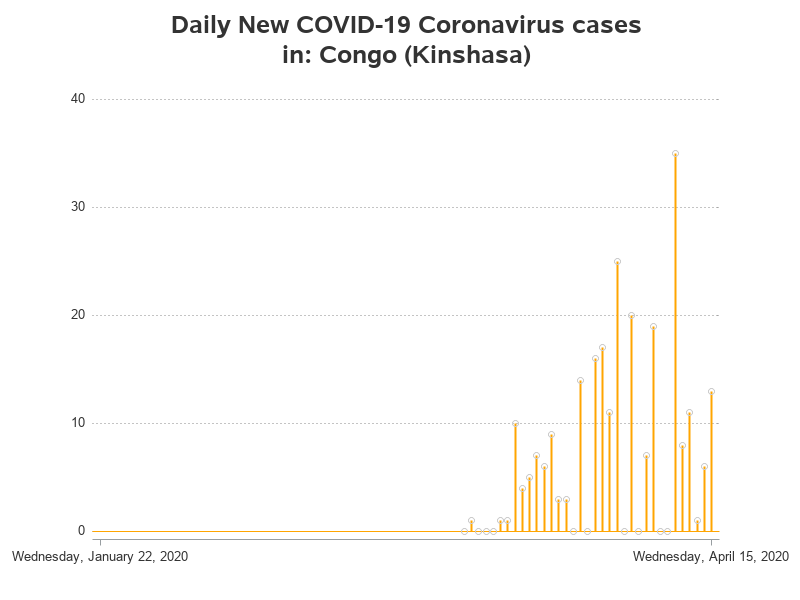 Daily New COVID-19 Coronavirus cases
in: Congo (Kinshasa)
40
30
20
10
0
Wednesday, January 22, 2020
Wednesday, April 15, 2020